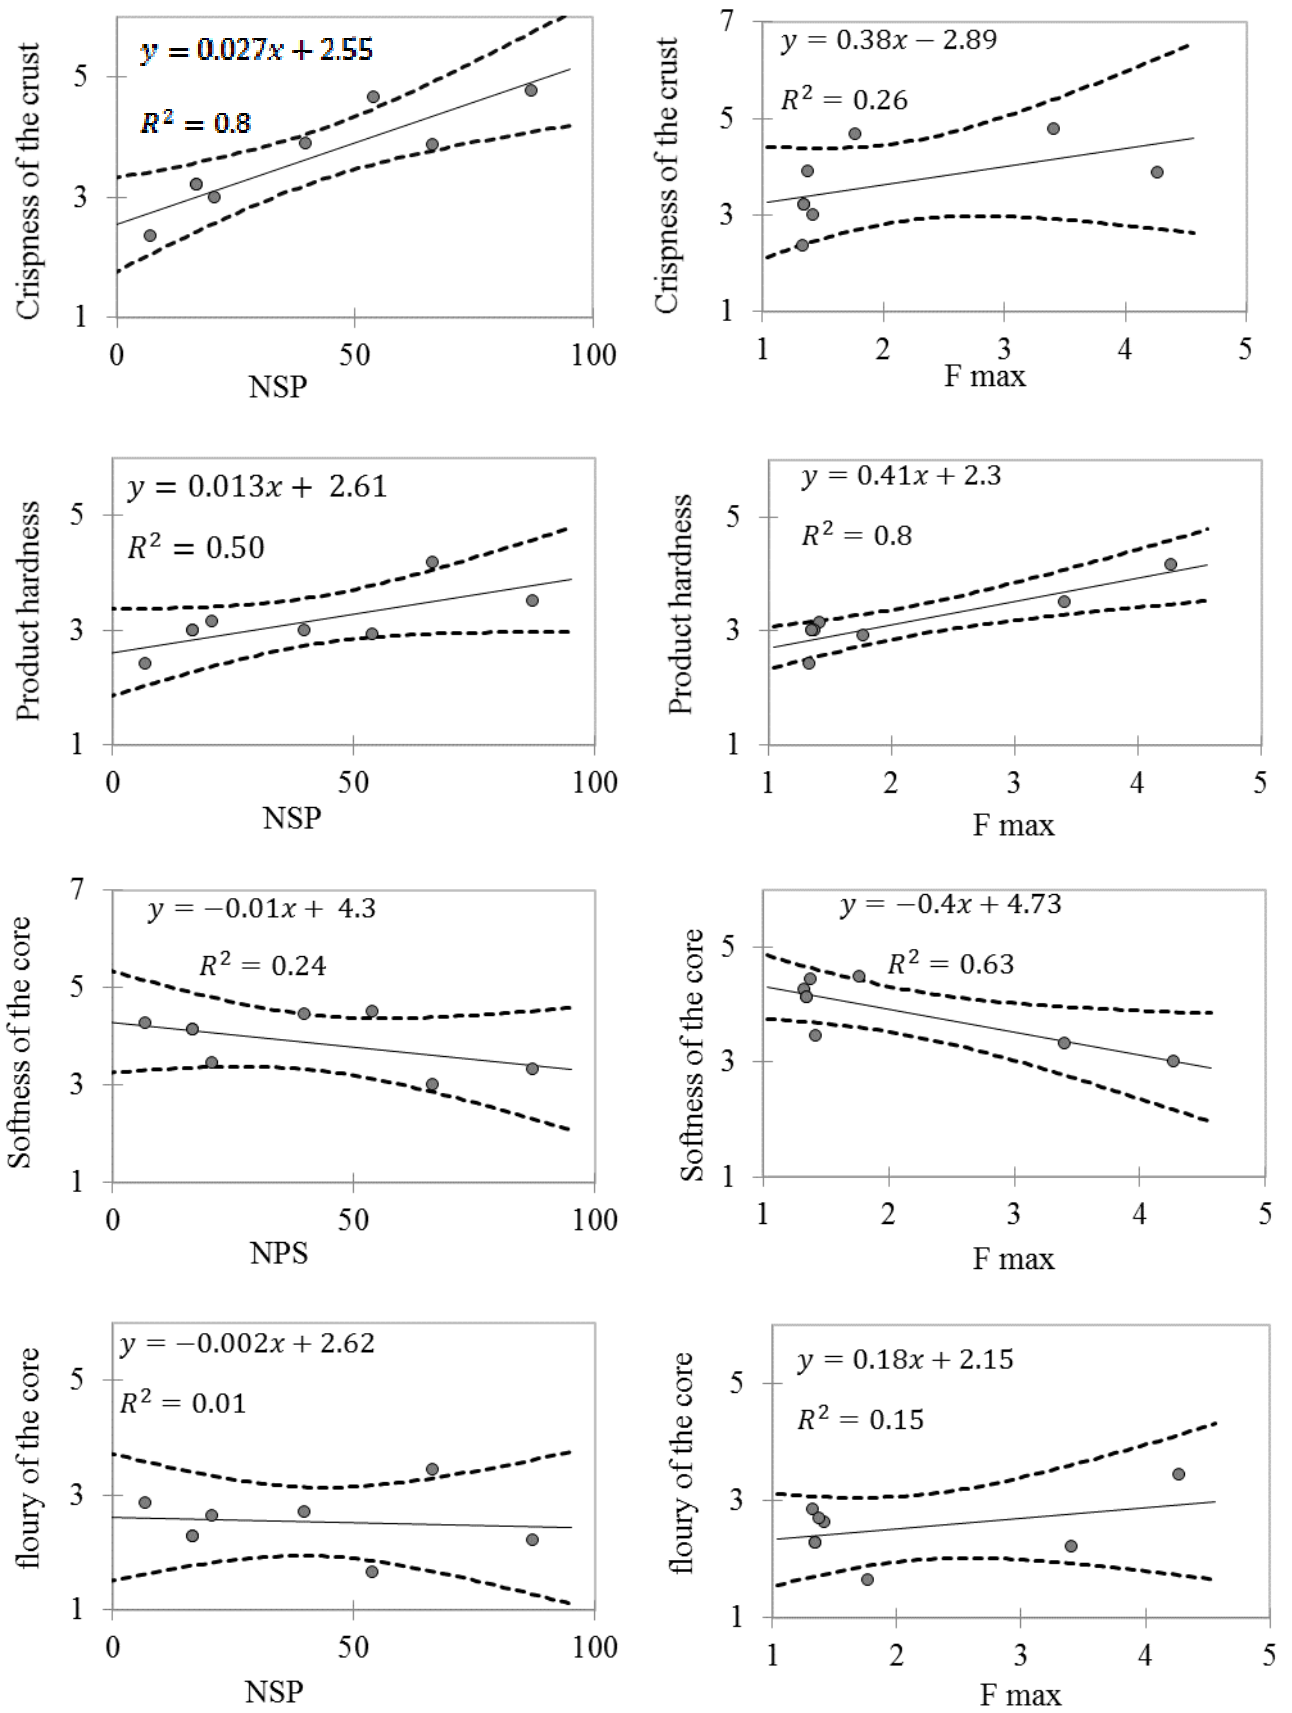 Crispness of the crust
y = 0.027x + 2.55
R² = 0.8
5
3
1
0 50 100
NSP
Crispness of the crust
7
y = 0.38x − 2.89
R² = 0.26
5
3
1
1 2 3 4 5
F max
Product hardness
y = 0.013x + 2.61
5
R² = 0.50
3
1
0 50 100
NSP
Product hardness
y = 0.41x + 2.3
5
R² = 0.8
3
1
1 2 3 4 5
F max
Softness of the core
7
y = −0.01x + 4.3
R² = 0.24
5
3
1
0 50 100
NPS
Softness of the core
y = −0.4x + 4.73
5
R² = 0.63
3
1
1 2 3 4 5
F max
floury of the core
y = −0.002x + 2.62
5
R² = 0.01
3
1
0 50 100
NSP
floury of the core
y = 0.18x + 2.15
5
R² = 0.15
3
1
1 2 3 4 5
F max